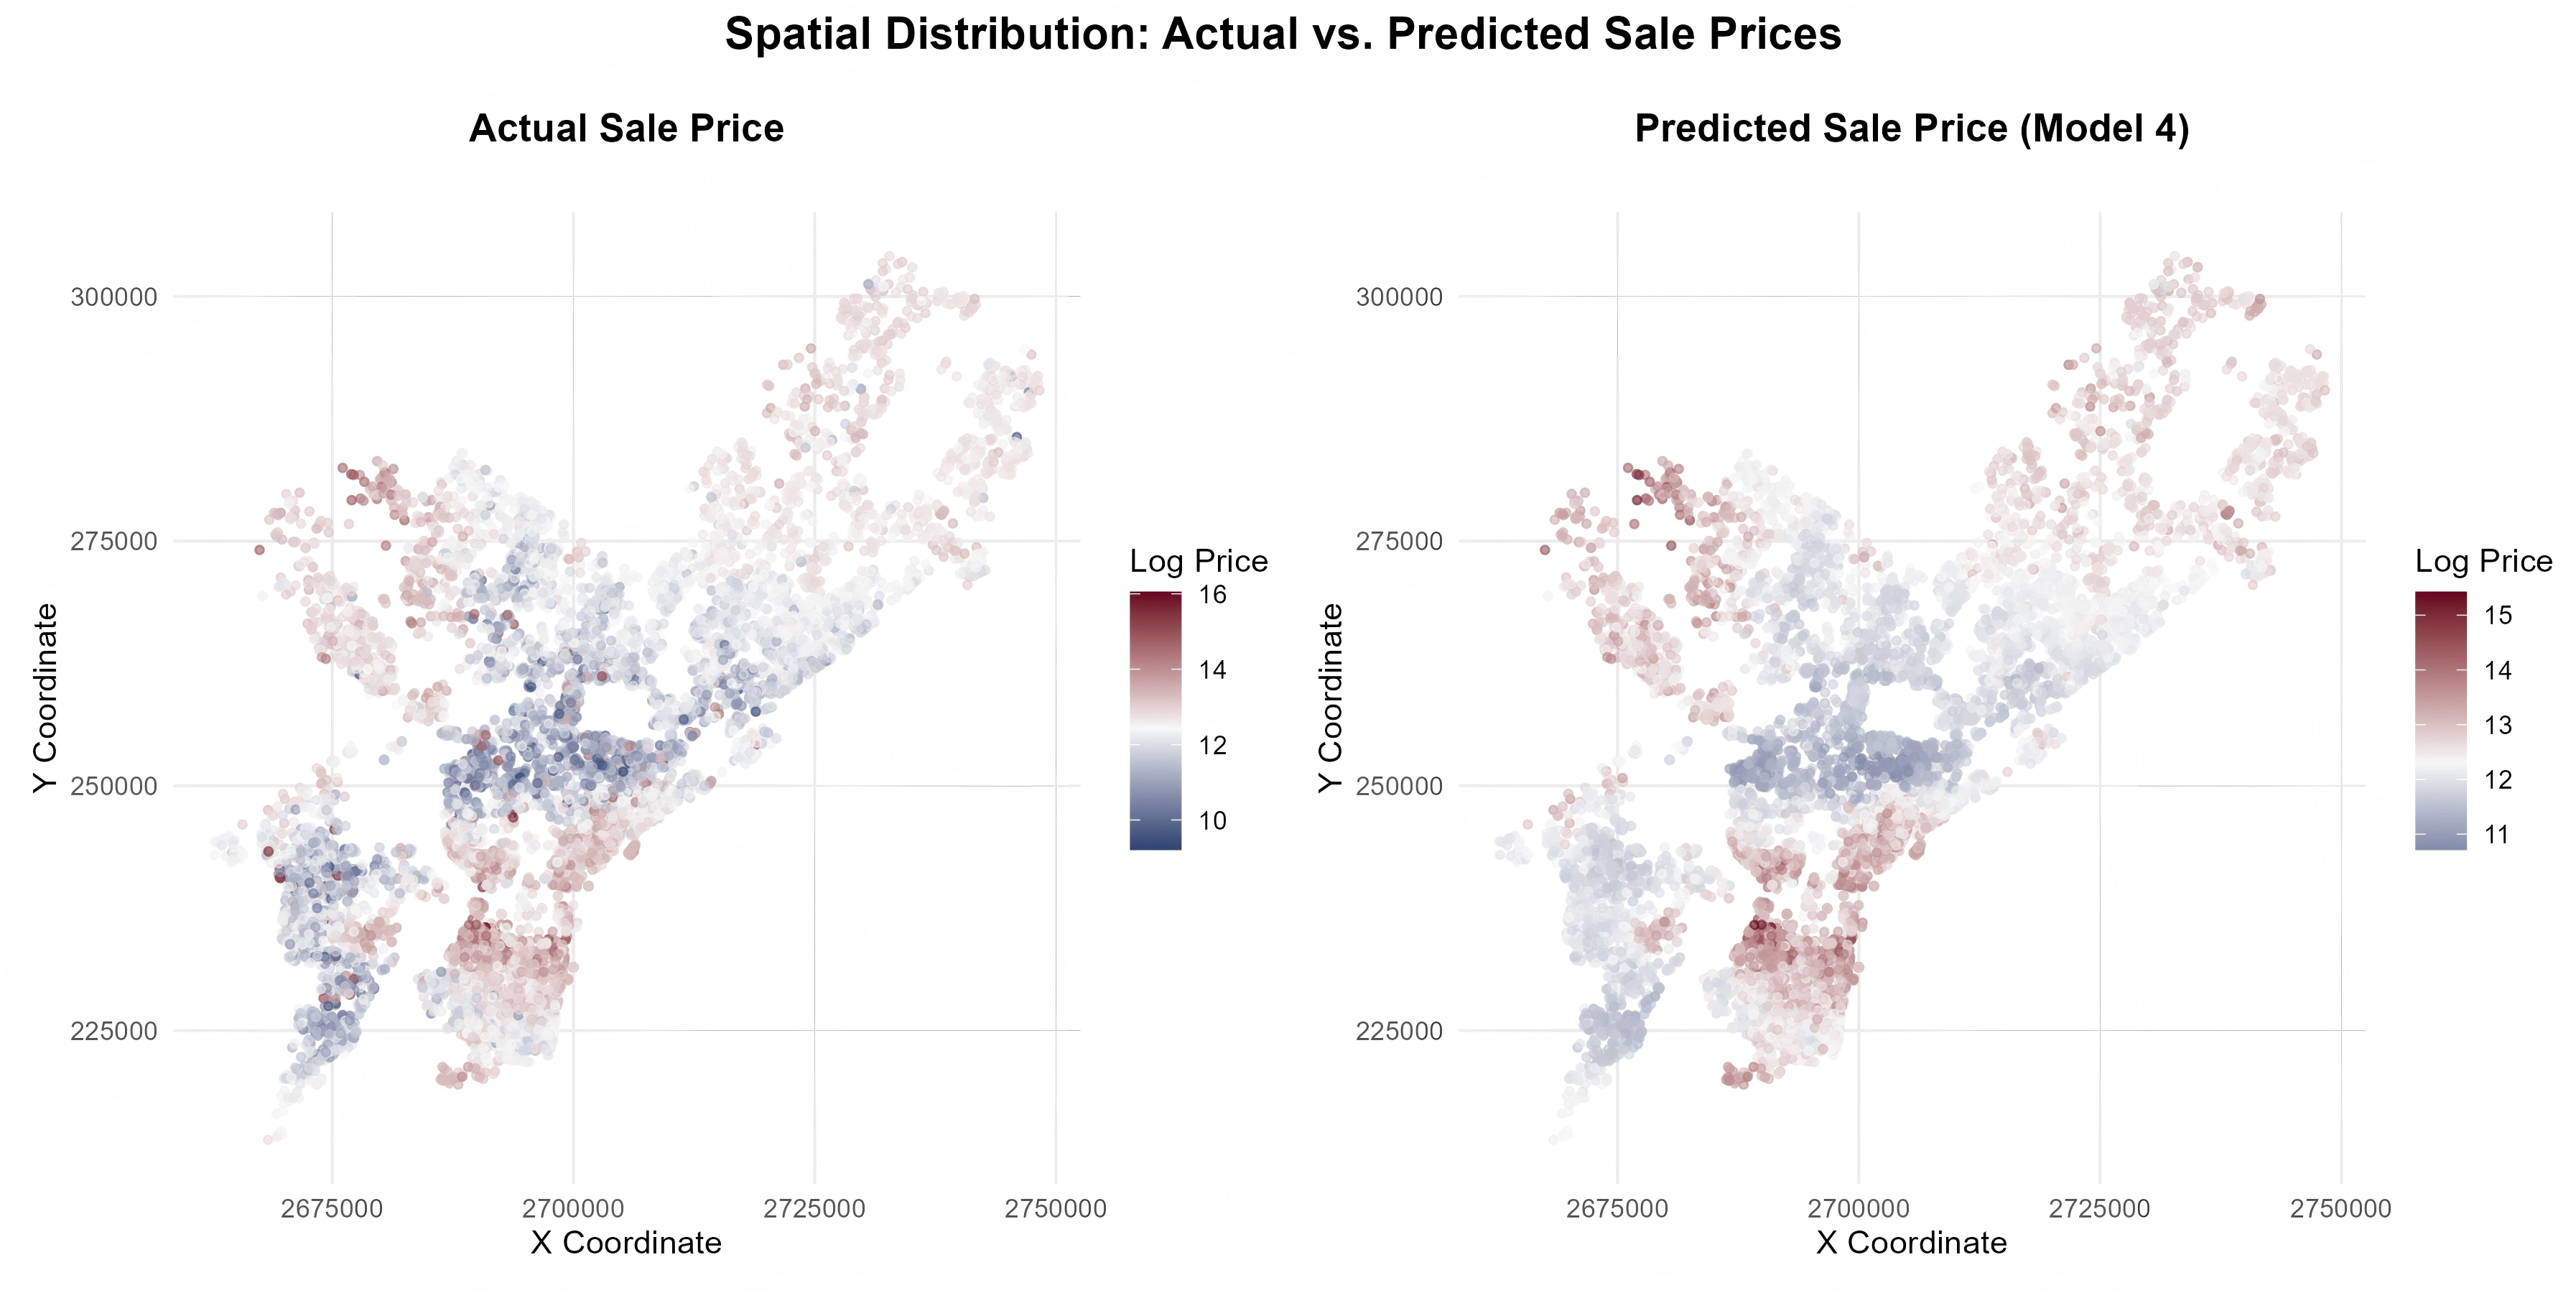 Spatial Distribution: Actual vs. Predicted Sale Prices
Actual Sale Price
300000
275000
250000
225000
Y Coordinate
2675000 2700000 2725000 2750000
X Coordinate
Log Price
16
14
12
10
Predicted Sale Price (Model 4)
300000
275000
250000
225000
Y Coordinate
2675000 2700000 2725000 2750000
X Coordinate
Log Price
15
14
13
12
11